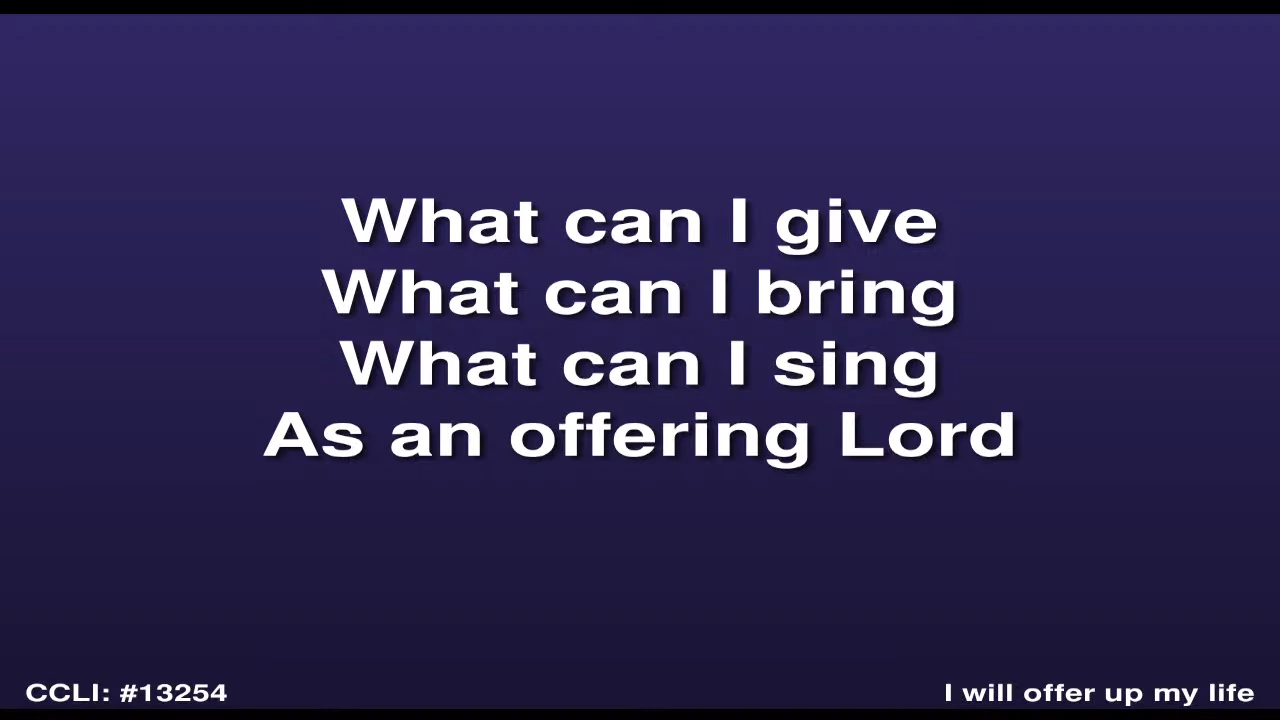 What can I give
What can I bring
What can I sing
As an offering Lord
CCLI: #13254
I will offer up my life